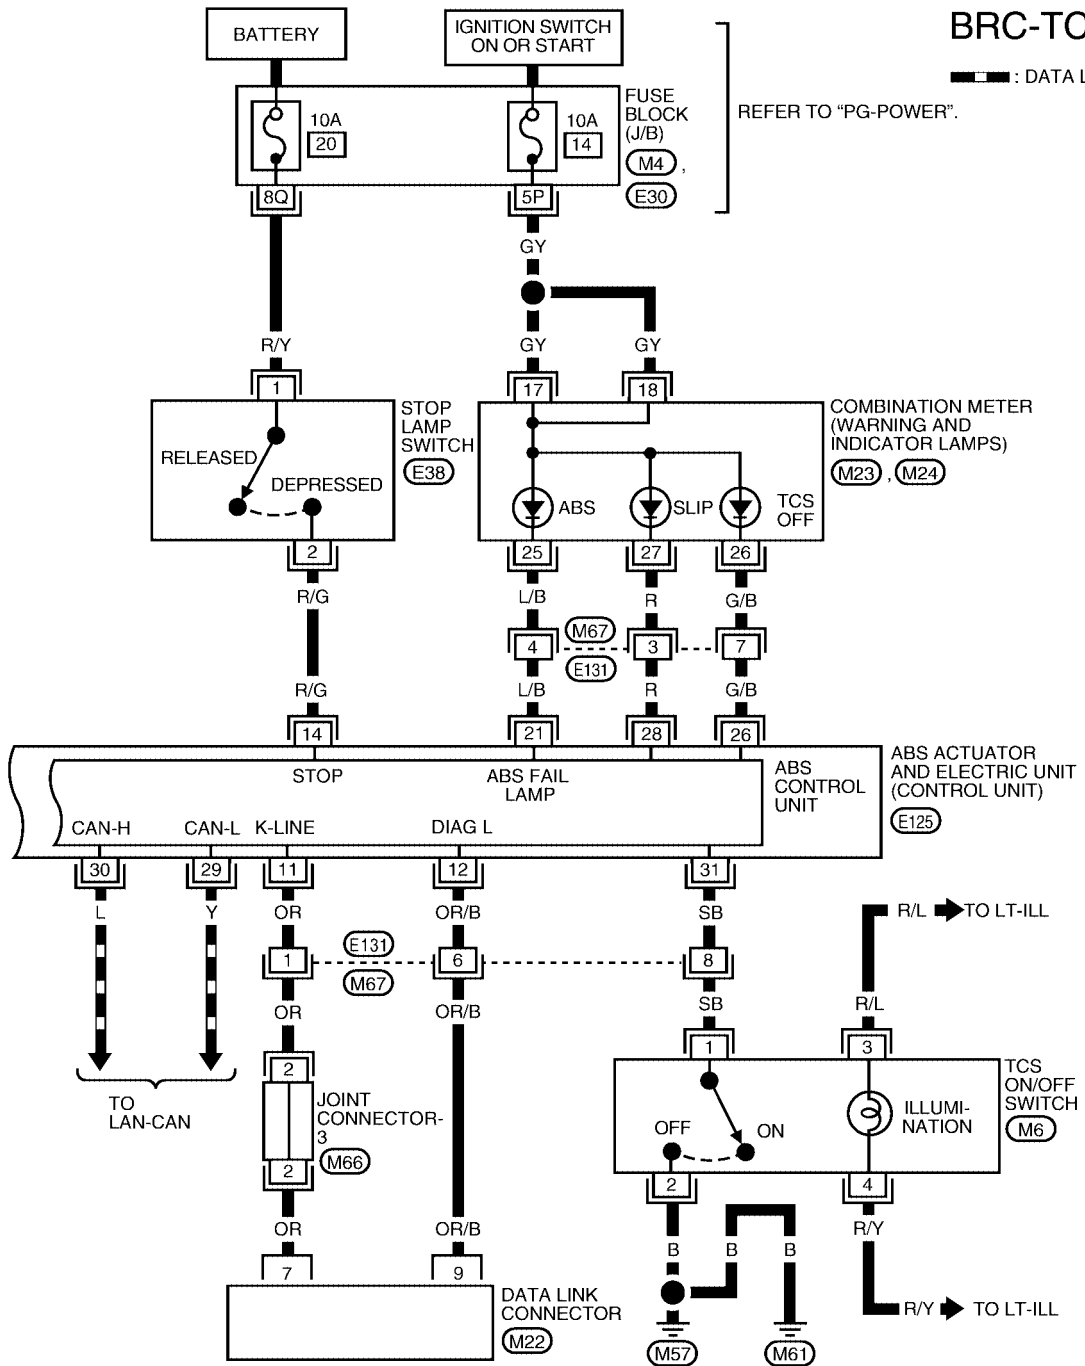 BRC-TC
: DATA L
BATTERY
IGNITION SWITCH
ON OR START
10A
20
10A
14
FUSE
BLOCK
(J/B)
M4 ,
E30
REFER TO “PG-POWER”.
8Q
5P
GY
R/Y
GY
GY
1
17
18
RELEASED
DEPRESSED
STOP
LAMP
SWITCH
E38
ABS
SLIP
TCS
OFF
COMBINATION METER
(WARNING AND
INDICATOR LAMPS)
M23 , M24
2
25
27
26
R/G
L/B
R
G/B
M67
4
3
7
E131
R/G
L/B
R
G/B
14
21
28
26
STOP
ABS FAIL
LAMP
ABS
CONTROL
UNIT
ABS ACTUATOR
AND ELECTRIC UNIT
(CONTROL UNIT)
E125
CAN-H
CAN-L
K-LINE
DIAG L
30
29
11
12
31
L
Y
OR
OR/B
SB
R/L
TO LT-ILL
E131
1
6
8
M67
OR
OR/B
SB
R/L
TO
LAN-CAN
2
JOINT
CONNECTOR-
3
M66
2
1
3
OFF
ON
ILLUMI-
NATION
TCS
ON/OFF
SWITCH
M6
2
4
OR
OR/B
B
B
B
R/Y
7
9
DATA LINK
CONNECTOR
M22
M57
M61
R/Y
TO LT-ILL